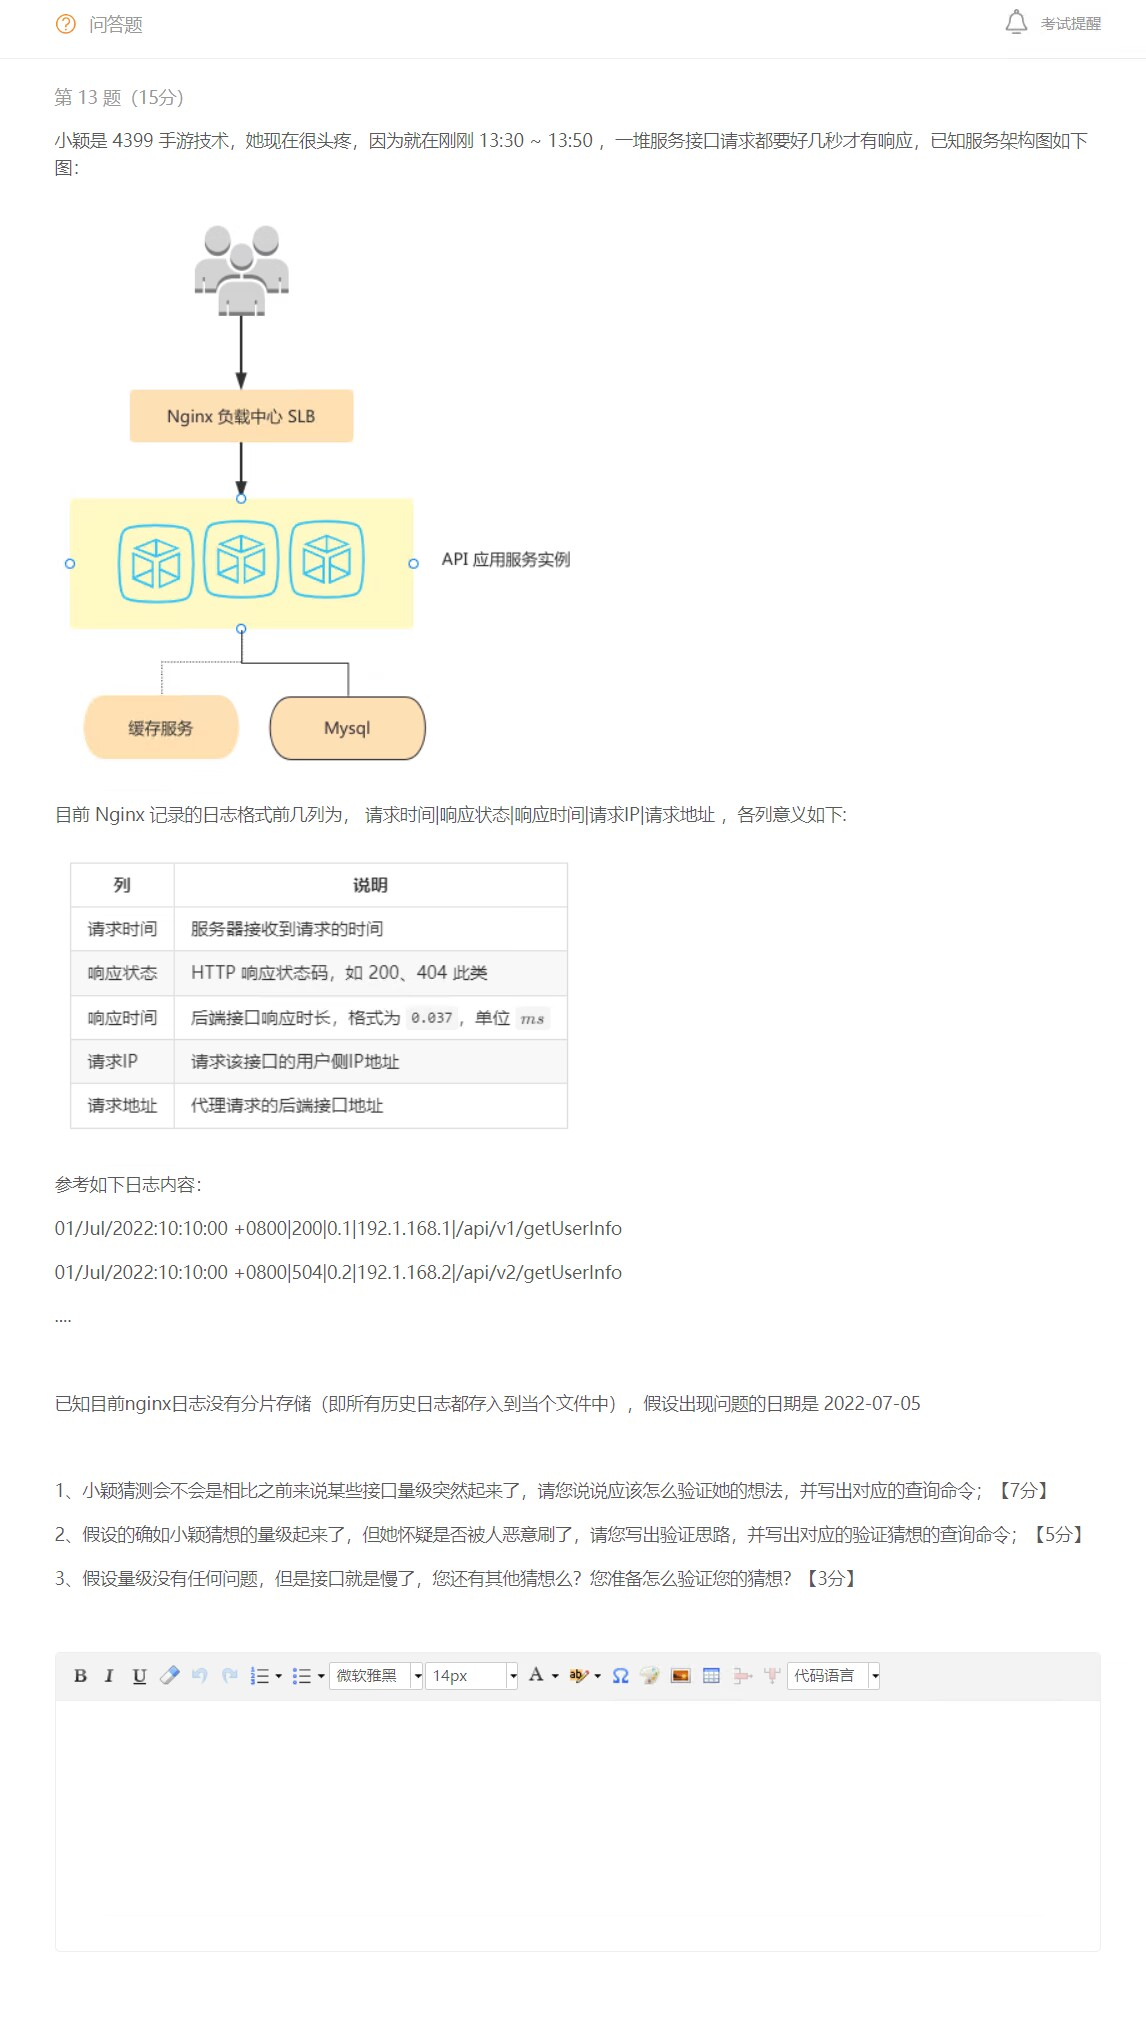 问答题
考试提醒
第 13 题（15分）
小颖是 4399 手游技术，她现在很头疼，因为就在刚刚 13:30 ~ 13:50 ，一堆服务接口请求都要好几秒才有响应，已知服务架构图如下
图：
Nginx 负载中心 SLB
API 应用服务实例
缓存服务
Mysql
目前 Nginx 记录的日志格式前几列为， 请求时间|响应状态|响应时间|请求IP|请求地址 ，各列意义如下:
列 说明
请求时间 服务器接收到请求的时间
响应状态 HTTP 响应状态码，如 200、404 此类
响应时间 后端接口响应时长，格式为 0.037，单位 ms
请求IP 请求该接口的用户侧IP地址
请求地址 代理请求的后端接口地址
参考如下日志内容：
01/Jul/2022:10:10:00 +0800|200|0.1|192.1.168.1|/api/v1/getUserInfo
01/Jul/2022:10:10:00 +0800|504|0.2|192.1.168.2|/api/v2/getUserInfo
....
已知目前nginx日志没有分片存储（即所有历史日志都存入到当个文件中），假设出现问题的日期是 2022-07-05
1、小颖猜测会不会是相比之前来说某些接口量级突然起来了，请您说说应该怎么验证她的想法，并写出对应的查询命令；【7分】
2、假设的确如小颖猜想的量级起来了，但她怀疑是否被人恶意刷了，请您写出验证思路，并写出对应的验证猜想的查询命令；【5分】
3、假设量级没有任何问题，但是接口就是慢了，您还有其他猜想么？您准备怎么验证您的猜想？【3分】
B I U 微软雅黑 14px A ab Ω 代码语言